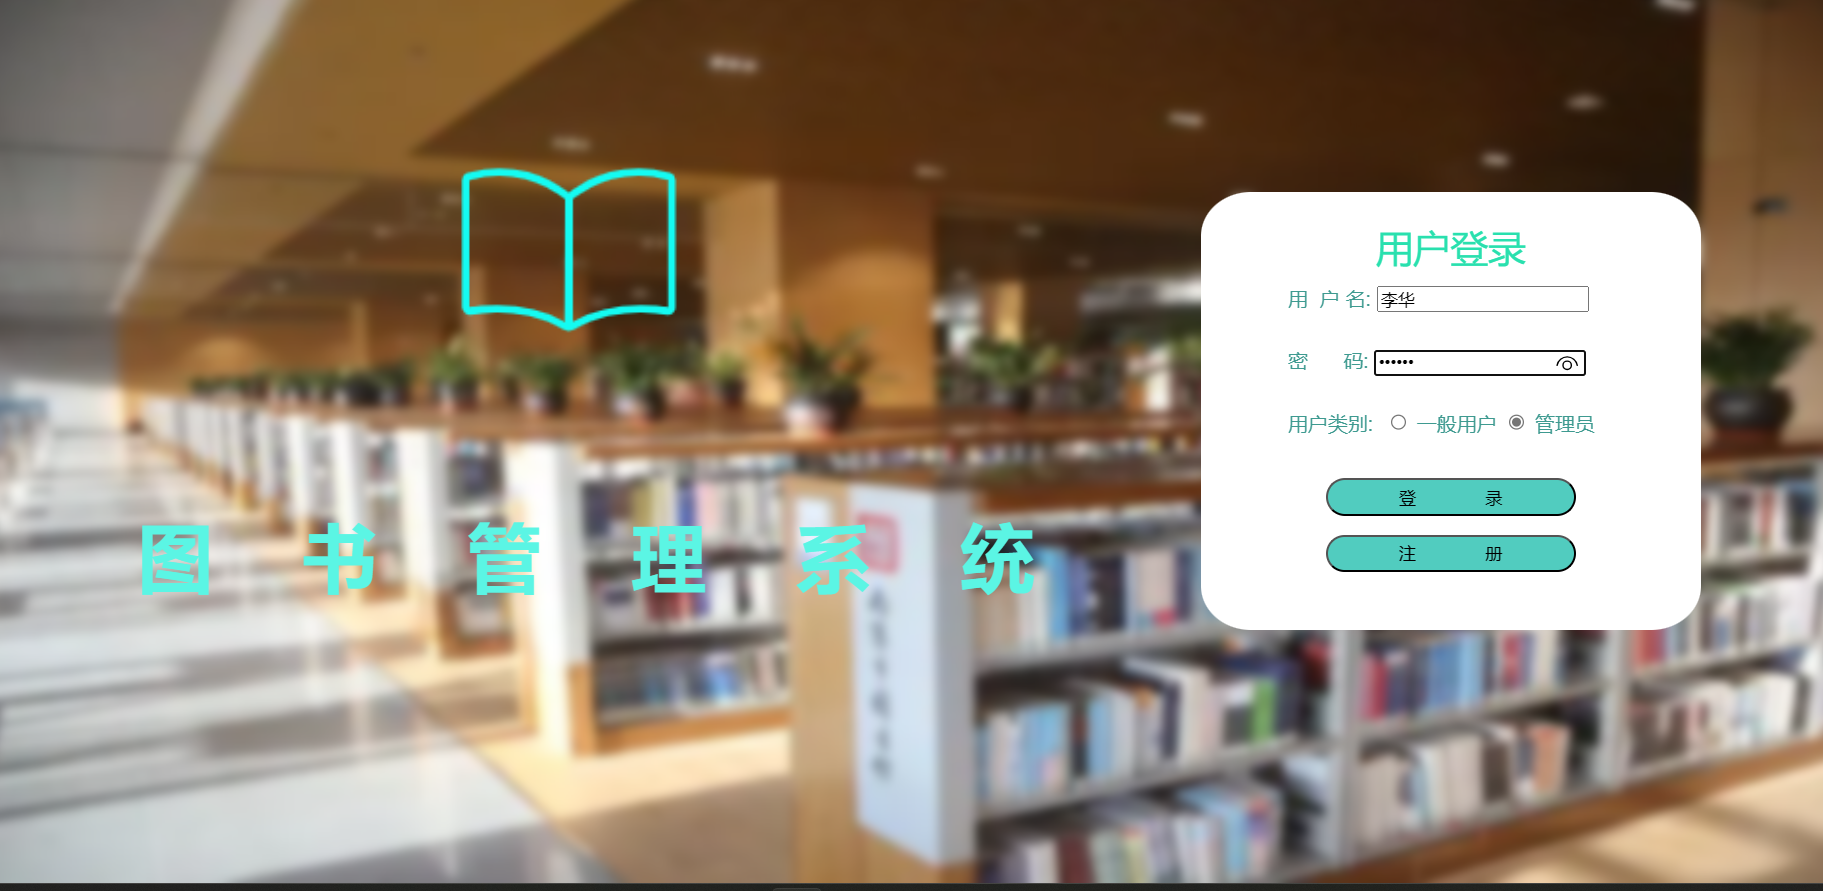 图 书 管 理 系 统
用户登录
用 户 名: 李华
密 码: ••••••
用户类别: 一般用户 管理员
登 录
注 册